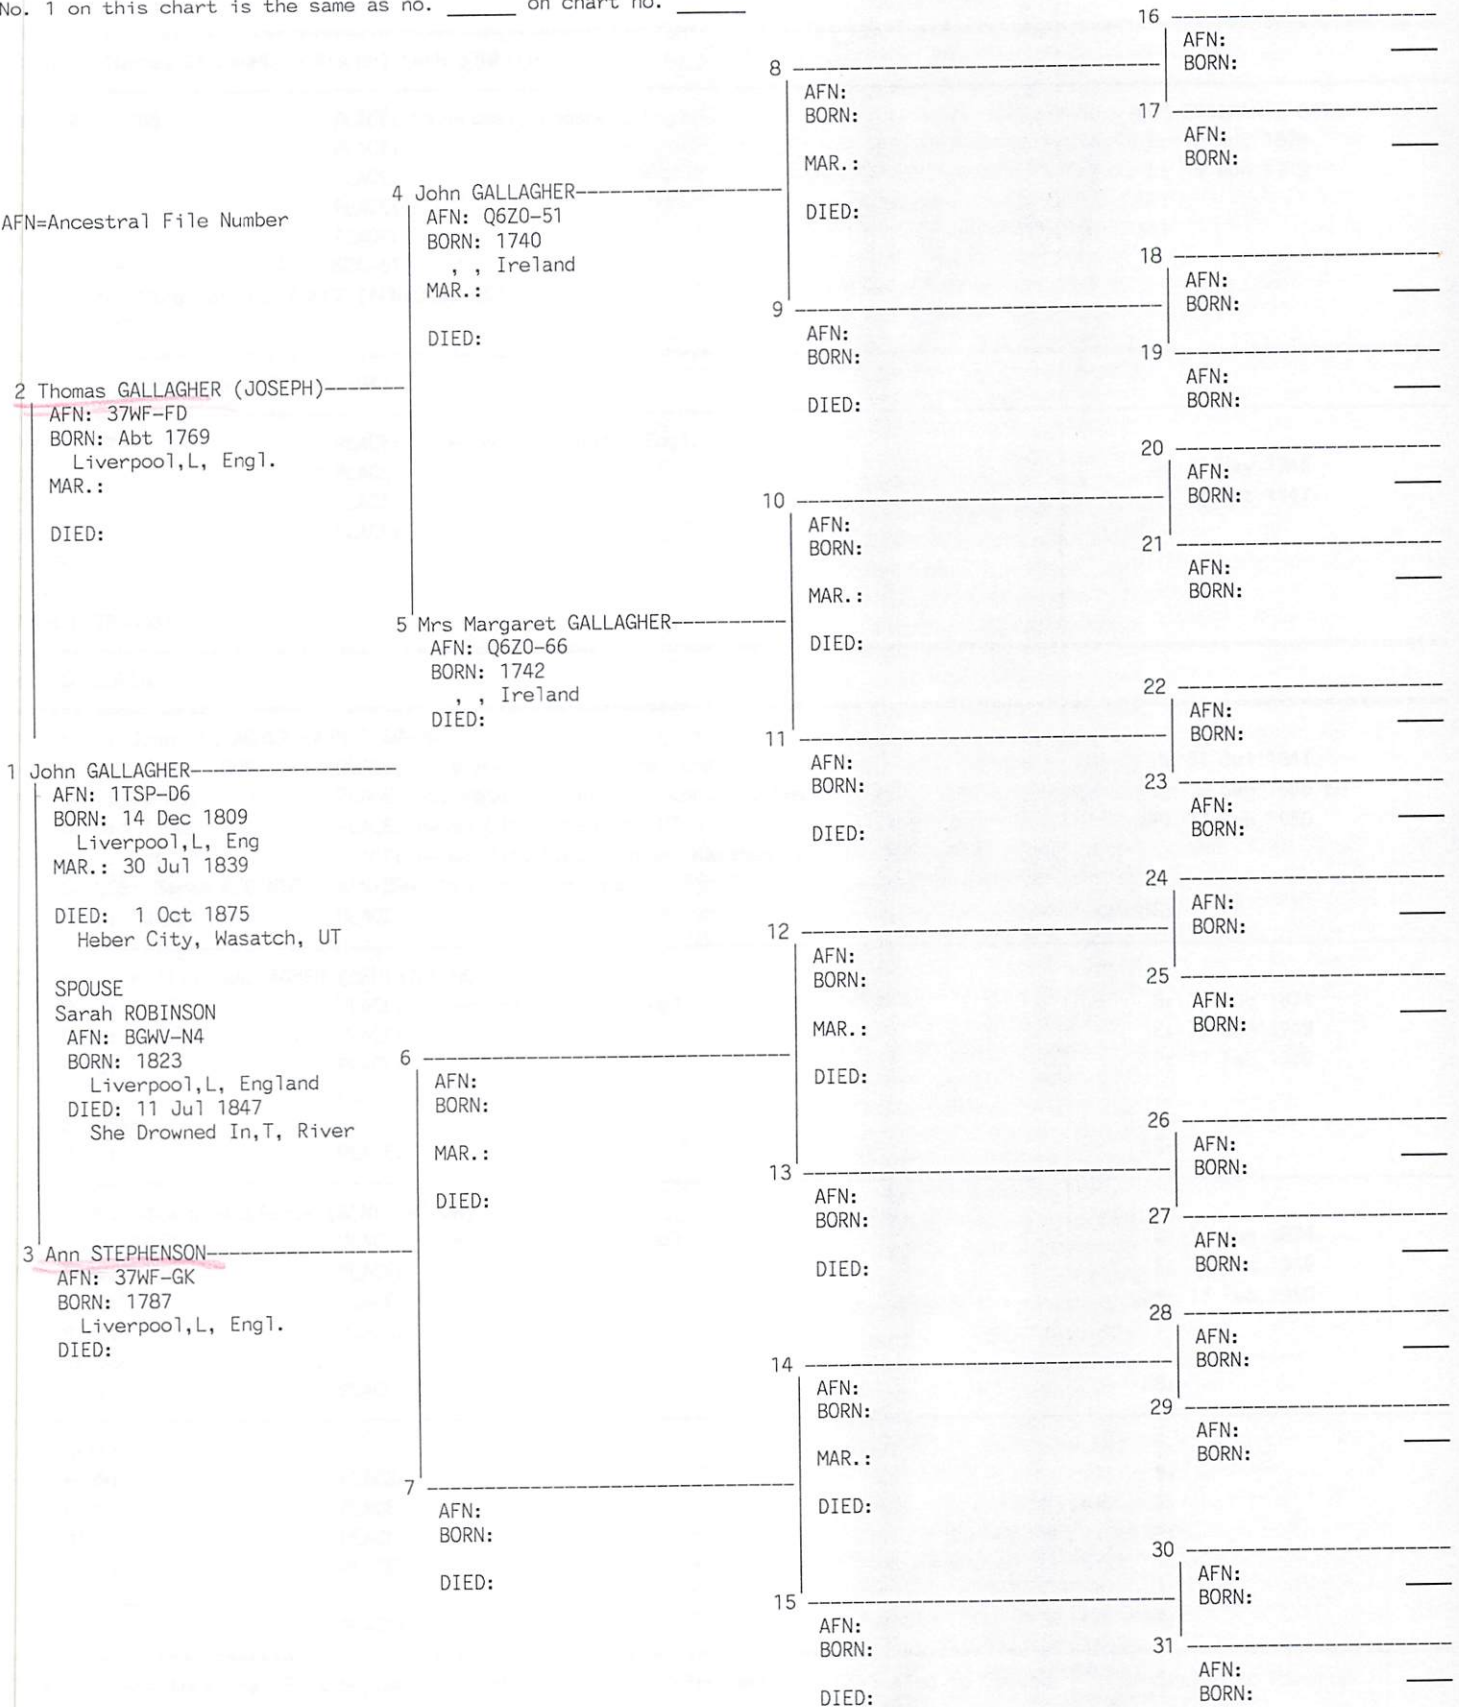 No. 1 on this chart is the same as no. ______ on chart no. ______
AFN=Ancestral File Number
2 Thomas GALLAGHER (JOSEPH)
AFN: 37WF-FD
BORN: Abt 1769
Liverpool,L, Engl.
MAR.:
DIED:
1 John GALLAGHER
AFN: 1TSP-D6
BORN: 14 Dec 1809
Liverpool,L, Eng
MAR.: 30 Jul 1839
DIED: 1 Oct 1875
Heber City, Wasatch, UT
SPOUSE
Sarah ROBINSON
AFN: BGWV-N4
BORN: 1823
Liverpool,L, England
DIED: 11 Jul 1847
She Drowned In,T, River
3 Ann STEPHENSON
AFN: 37WF-GK
BORN: 1787
Liverpool,L, Engl.
DIED:
4 John GALLAGHER
AFN: Q6Z0-51
BORN: 1740
, , Ireland
MAR.:
DIED:
5 Mrs Margaret GALLAGHER
AFN: Q6Z0-66
BORN: 1742
, , Ireland
DIED:
6
AFN:
BORN:
MAR.:
DIED:
7
AFN:
BORN:
DIED:
8
AFN:
BORN:
MAR.:
DIED:
9
AFN:
BORN:
DIED:
10
AFN:
BORN:
MAR.:
DIED:
11
AFN:
BORN:
DIED:
12
AFN:
BORN:
MAR.:
DIED:
13
AFN:
BORN:
DIED:
14
AFN:
BORN:
MAR.:
DIED:
15
AFN:
BORN:
DIED:
16
AFN:
BORN:
17
AFN:
BORN:
18
AFN:
BORN:
19
AFN:
BORN:
20
AFN:
BORN:
21
AFN:
BORN:
22
AFN:
BORN:
23
AFN:
BORN:
24
AFN:
BORN:
25
AFN:
BORN:
26
AFN:
BORN:
27
AFN:
BORN:
28
AFN:
BORN:
29
AFN:
BORN:
30
AFN:
BORN:
31
AFN:
BORN: